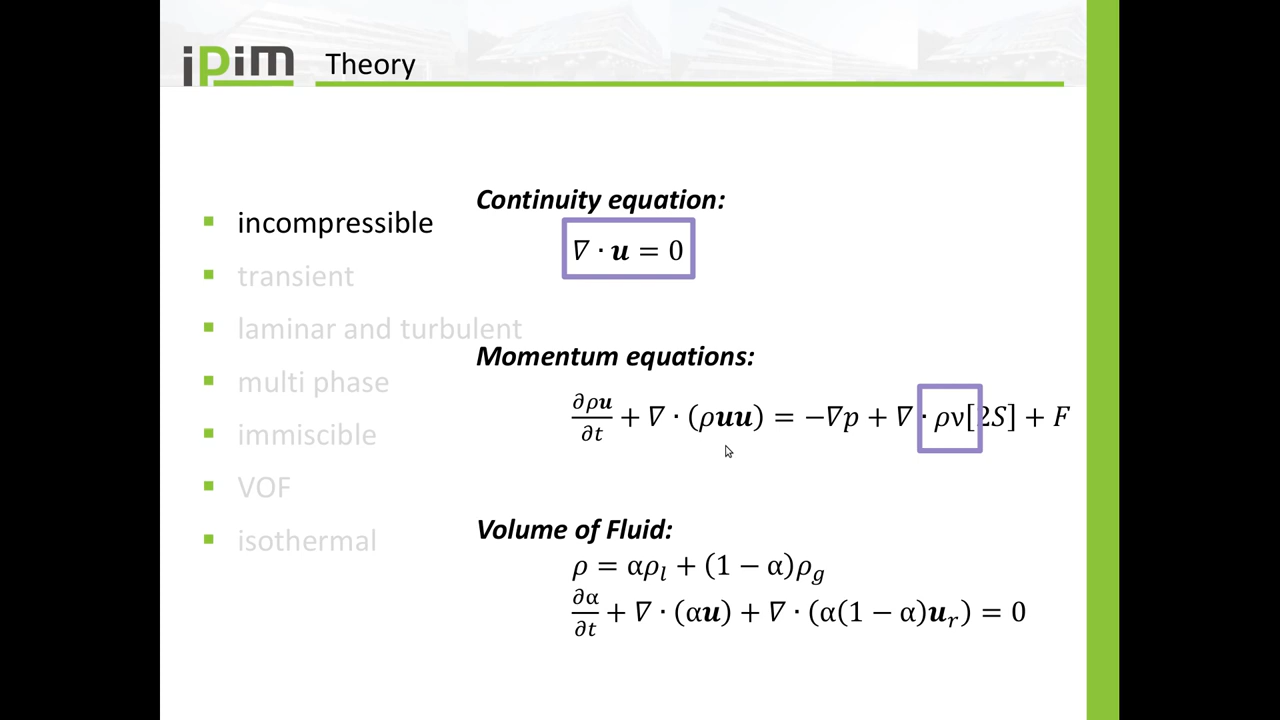 iPiM Theory
Continuity equation:
incompressible
∇ · u = 0
transient
laminar and turbulent
Momentum equations:
multi phase
∂ρu/∂t + ∇ · (ρuu) = −∇p + ∇ · ρν[2S] + F
immiscible
VOF
isothermal
Volume of Fluid:
ρ = αρ_l + (1 − α)ρ_g
∂α/∂t + ∇ · (αu) + ∇ · (α(1 − α)u_r) = 0